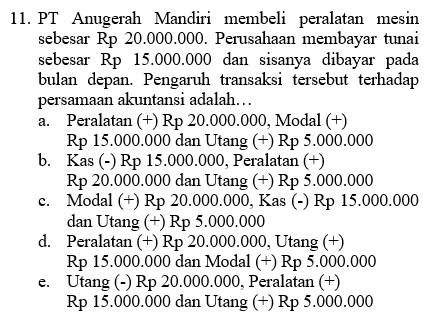 11. PT Anugerah Mandiri membeli peralatan mesin
sebesar Rp 20.000.000. Perusahaan membayar tunai
sebesar Rp 15.000.000 dan sisanya dibayar pada
bulan depan. Pengaruh transaksi tersebut terhadap
persamaan akuntansi adalah…
a. Peralatan (+) Rp 20.000.000, Modal (+)
Rp 15.000.000 dan Utang (+) Rp 5.000.000
b. Kas (-) Rp 15.000.000, Peralatan (+)
Rp 20.000.000 dan Utang (+) Rp 5.000.000
c. Modal (+) Rp 20.000.000, Kas (-) Rp 15.000.000
dan Utang (+) Rp 5.000.000
d. Peralatan (+) Rp 20.000.000, Utang (+)
Rp 15.000.000 dan Modal (+) Rp 5.000.000
e. Utang (-) Rp 20.000.000, Peralatan (+)
Rp 15.000.000 dan Utang (+) Rp 5.000.000